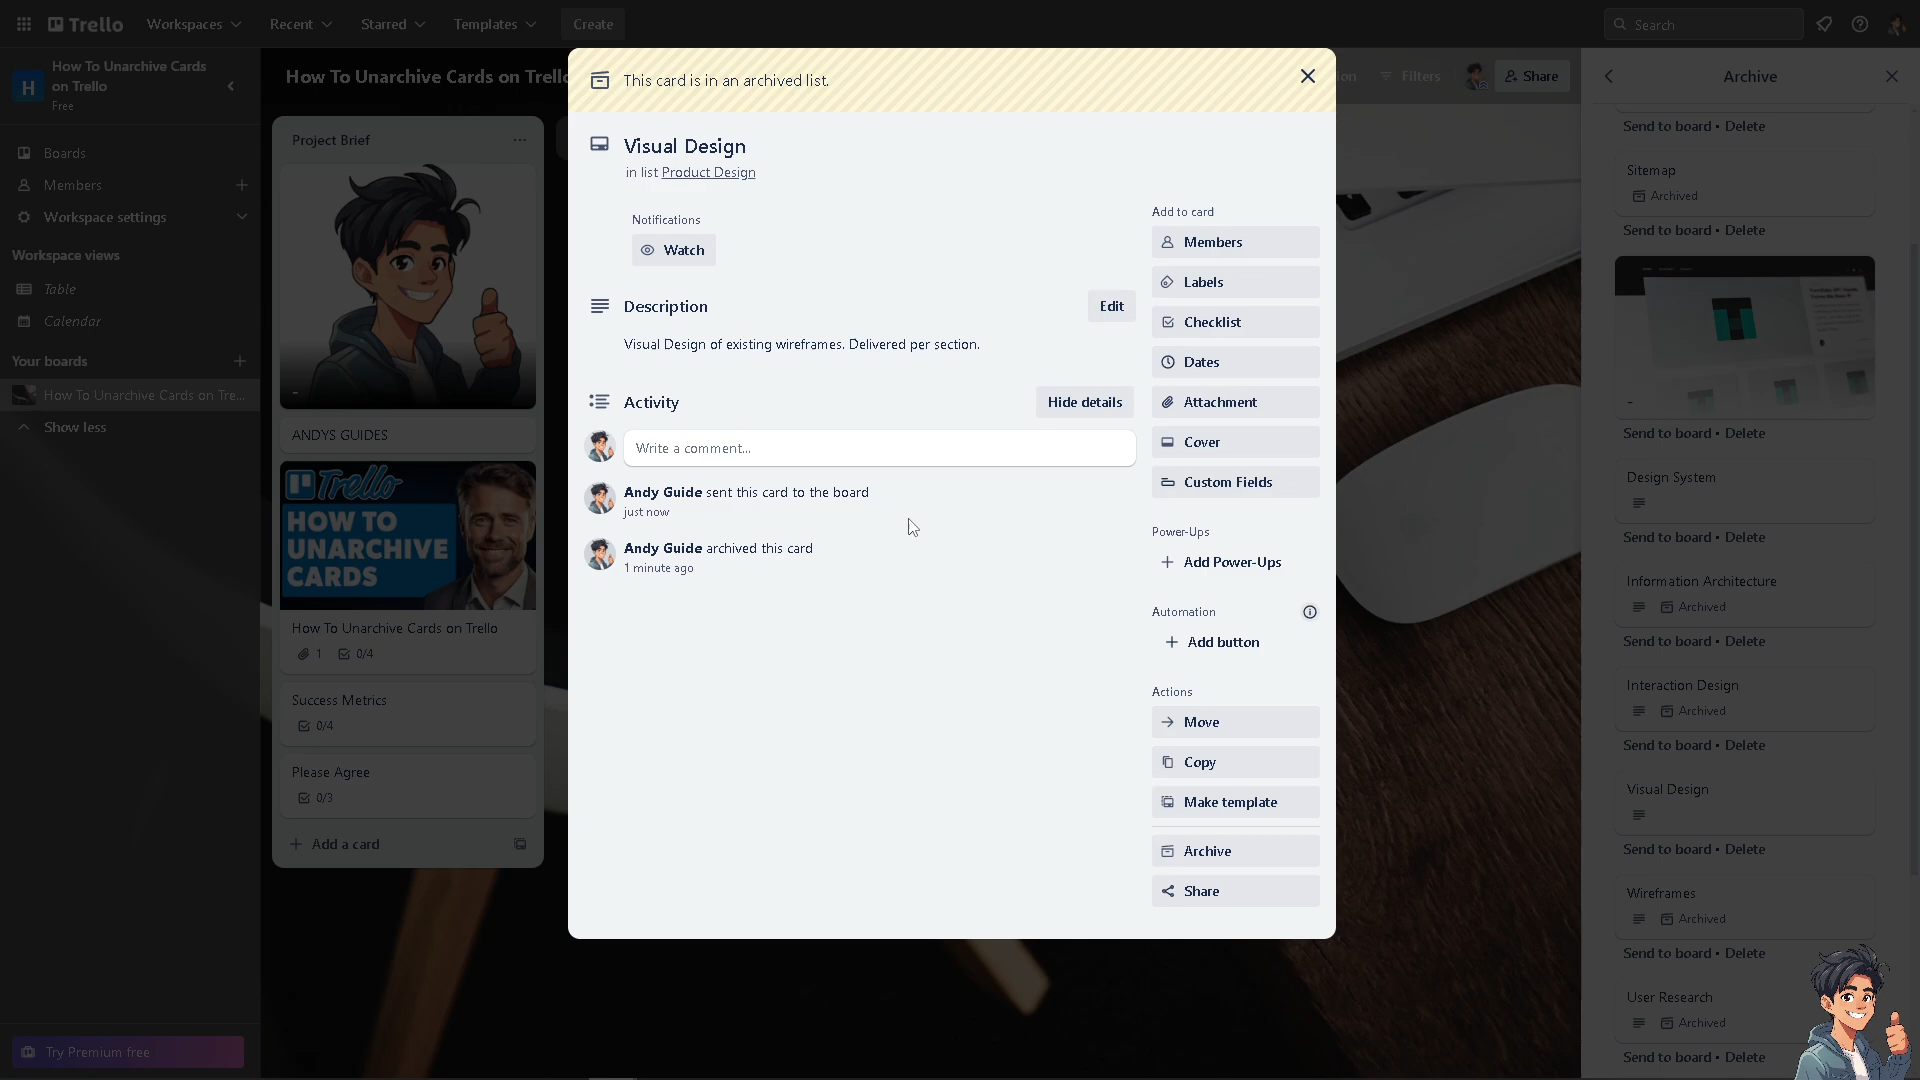 Trello
Workspaces
Recent
Starred
Templates
Create
Search
H
How To Unarchive Cards
on Trello
Free
Boards
Members
Workspace settings
Workspace views
Table
Calendar
Your boards
How To Unarchive Cards on Tre...
Show less
Try Premium free
How To Unarchive Cards on Trello
Filters
Share
Project Brief
-
ANDYS GUIDES
Trello
HOW TO
UNARCHIVE
CARDS
How To Unarchive Cards on Trello
1
0/4
Success Metrics
0/4
Please Agree
0/3
Add a card
This card is in an archived list.
Visual Design
in list Product Design
Notifications
Watch
Description
Edit
Visual Design of existing wireframes. Delivered per section.
Activity
Hide details
Write a comment...
Andy Guide sent this card to the board
just now
Andy Guide archived this card
1 minute ago
Add to card
Members
Labels
Checklist
Dates
Attachment
Cover
Custom Fields
Power-Ups
Add Power-Ups
Automation
Add button
Actions
Move
Copy
Make template
Archive
Share
Archive
Send to board • Delete
Sitemap
Archived
Send to board • Delete
-
Send to board • Delete
Design System
Send to board • Delete
Information Architecture
Archived
Send to board • Delete
Interaction Design
Archived
Send to board • Delete
Visual Design
Send to board • Delete
Wireframes
Archived
Send to board • Delete
User Research
Archived
Send to board • Delete